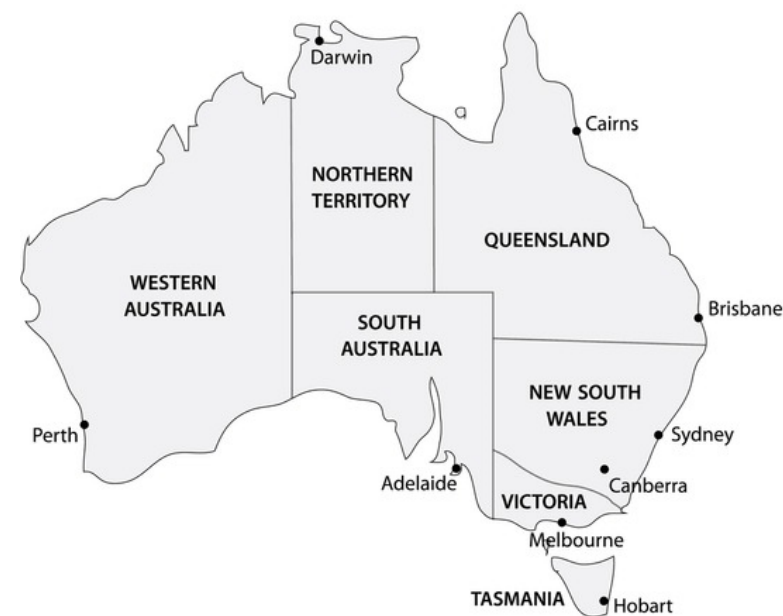 Darwin
Cairns
NORTHERN
TERRITORY
QUEENSLAND
WESTERN
AUSTRALIA
SOUTH
AUSTRALIA
Brisbane
NEW SOUTH
WALES
Perth
Sydney
Adelaide
Canberra
VICTORIA
Melbourne
TASMANIA
Hobart